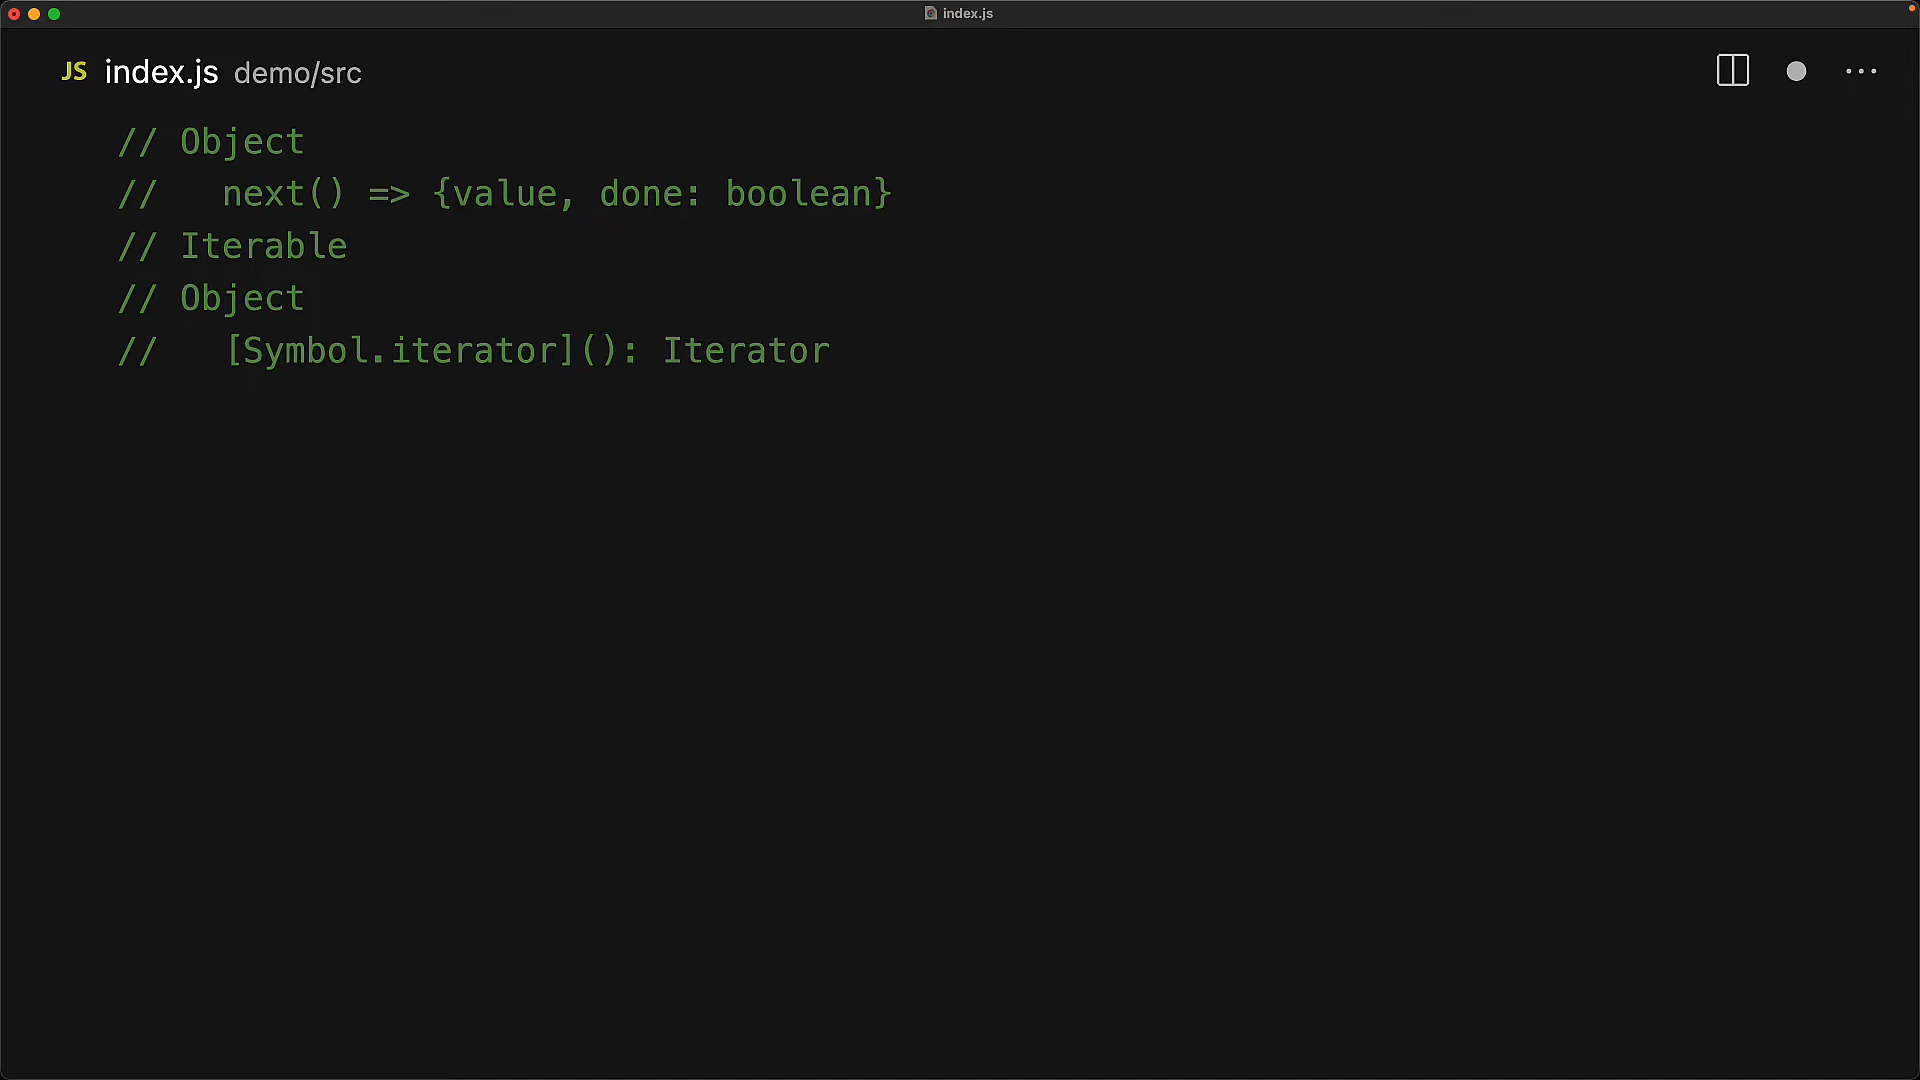 index.js
JS index.js demo/src
// Object
//   next() => {value, done: boolean}
// Iterable
// Object
//   [Symbol.iterator](): Iterator